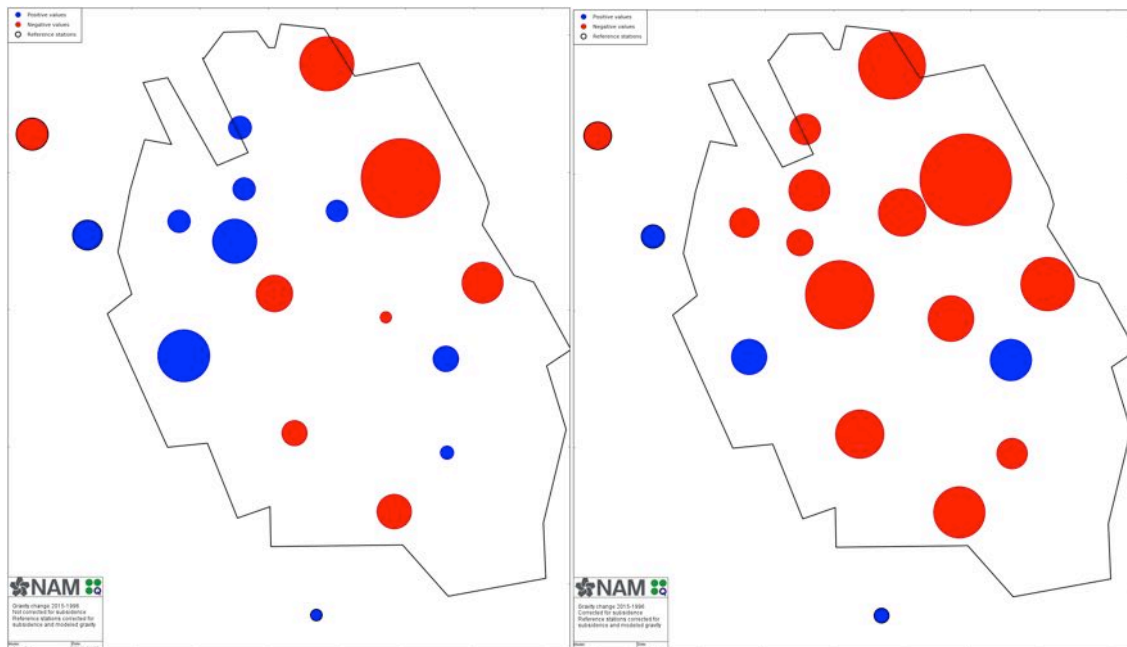 Positive values
Negative values
Reference stations
NAM
Gravity change 2015-1996
Not corrected for subsidence
Reference stations corrected for
subsidence and modeled gravity
Positive values
Negative values
Reference stations
NAM
Gravity change 2015-1996
Corrected for subsidence
Reference stations corrected for
subsidence and modeled gravity